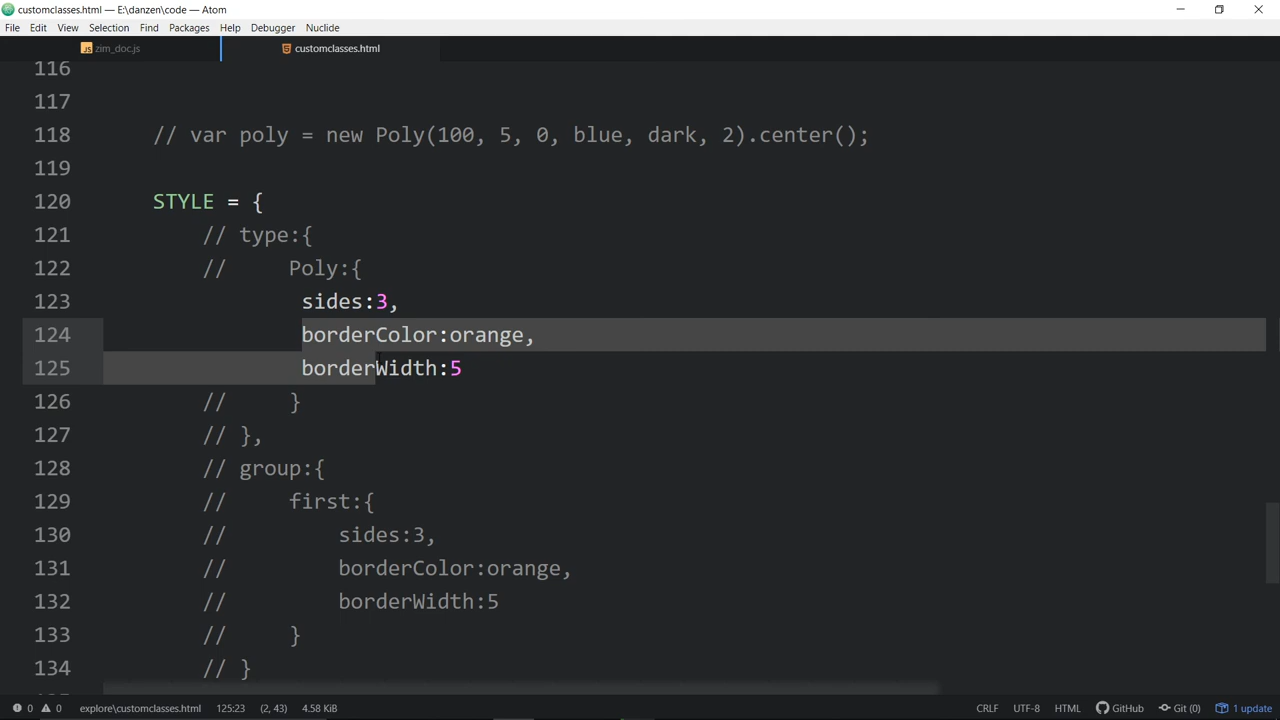 customclasses.html — E:\danzen\code — Atom
File Edit View Selection Find Packages Help Debugger Nuclide
zim_doc.js customclasses.html
116
117
118 // var poly = new Poly(100, 5, 0, blue, dark, 2).center();
119
120 STYLE = {
121 // type:{
122 // Poly:{
123 sides:3,
124 borderColor:orange,
125 borderWidth:5
126 // }
127 // },
128 // group:{
129 // first:{
130 // sides:3,
131 // borderColor:orange,
132 // borderWidth:5
133 // }
134 // }
0 0 explore\customclasses.html 125:23 (2, 43) 4.58 KiB CRLF UTF-8 HTML GitHub Git (0) 1 update